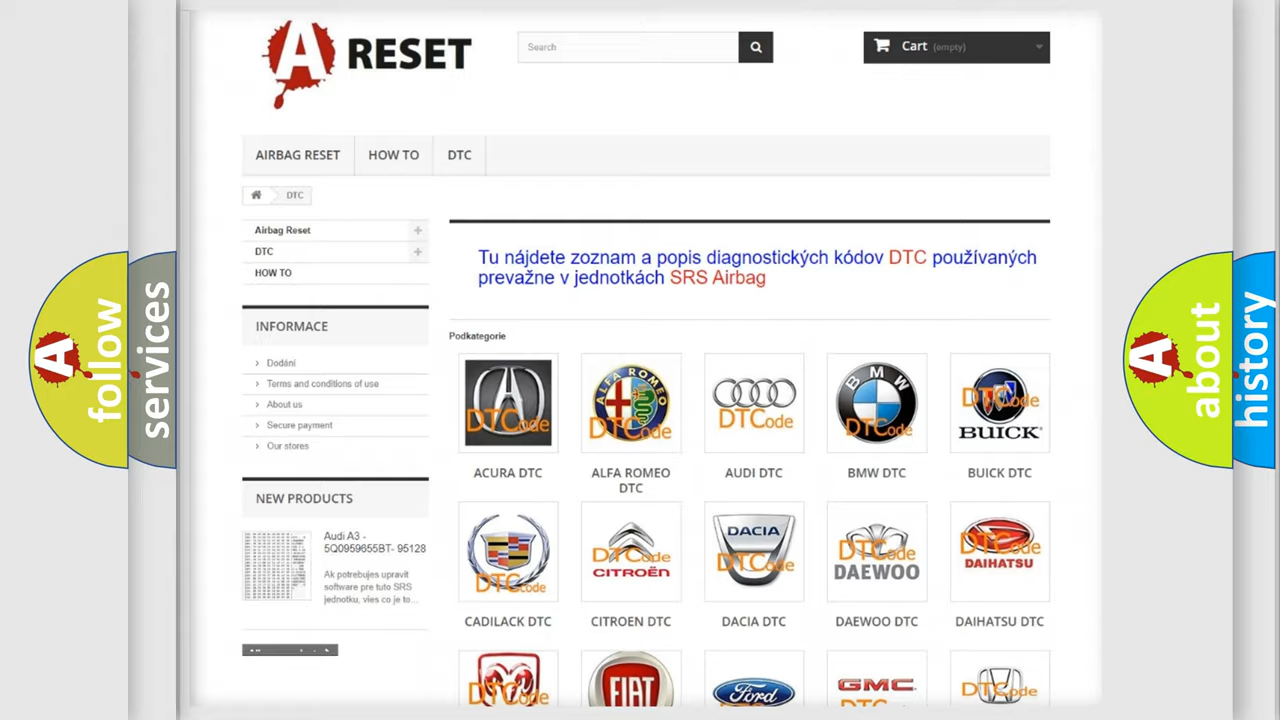 A RESET
Search
Cart (empty)
AIRBAG RESET
HOW TO
DTC
DTC
Airbag Reset
DTC
HOW TO
INFORMACE
Dodání
Terms and conditions of use
About us
Secure payment
Our stores
NEW PRODUCTS
Audi A3 -
5Q0959655BT- 95128
Ak potrebujes upravit
software pre tuto SRS
jednotku, vies co je to...
Tu nájdete zoznam a popis diagnostických kódov DTC používaných
prevažne v jednotkách SRS Airbag
Podkategorie
DTCode
ALFA ROMEO
DTCode
DTCode
BMW
DTCode
DTCode
BUICK
ACURA DTC
ALFA ROMEO
DTC
AUDI DTC
BMW DTC
BUICK DTC
DTCode
DTCode
CITROËN
DACIA
DTCode
DTCode
DAEWOO
DTCode
DAIHATSU
CADILACK DTC
CITROEN DTC
DACIA DTC
DAEWOO DTC
DAIHATSU DTC
DTCode
FIAT
Ford
GMC
DTCode
A follow
services
A about
history